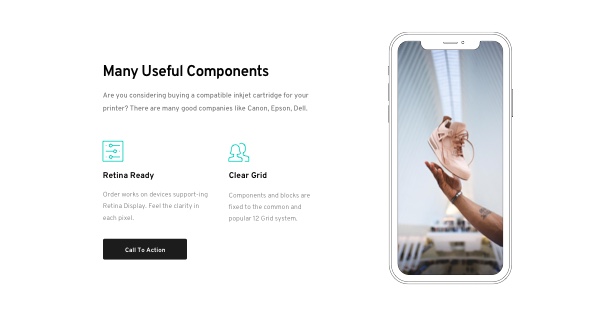 Many Useful Components
Are you considering buying a compatible inkjet cartridge for your
printer? There are many good companies like Canon, Epson, Dell.
Retina Ready
Clear Grid
Order works on devices support-ing
Retina Display. Feel the clarity in
each pixel.
Components and blocks are
fixed to the common and
popular 12 Grid system.
Call To Action